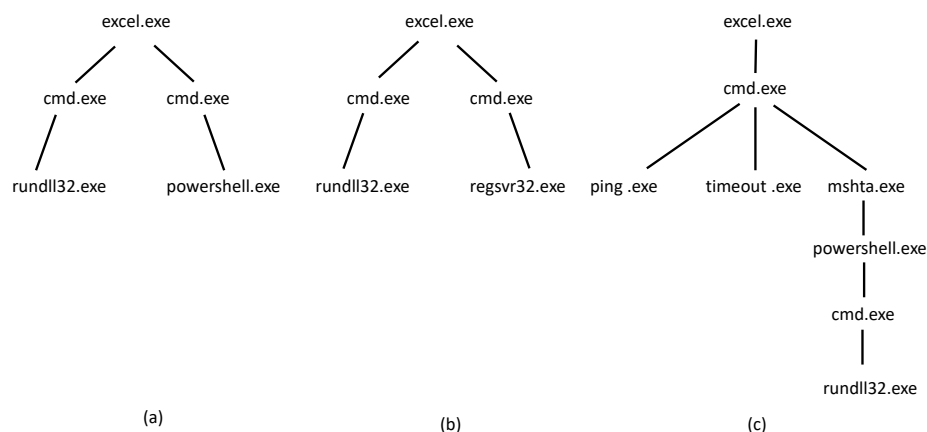 excel.exe
cmd.exe cmd.exe
rundll32.exe powershell.exe
(a)
excel.exe
cmd.exe cmd.exe
rundll32.exe regsvr32.exe
(b)
excel.exe
cmd.exe
ping .exe timeout .exe mshta.exe
powershell.exe
cmd.exe
rundll32.exe
(c)